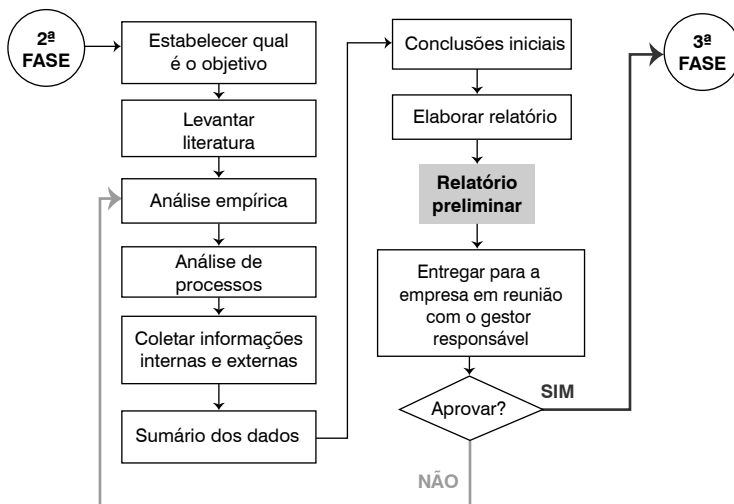 2ª
FASE
Estabelecer qual
é o objetivo
Levantar
literatura
Análise empírica
Análise de
processos
Coletar informações
internas e externas
Sumário dos dados
Conclusões iniciais
Elaborar relatório
Relatório
preliminar
Entregar para a
empresa em reunião
com o gestor
responsável
Aprovar?
SIM
NÃO
3ª
FASE